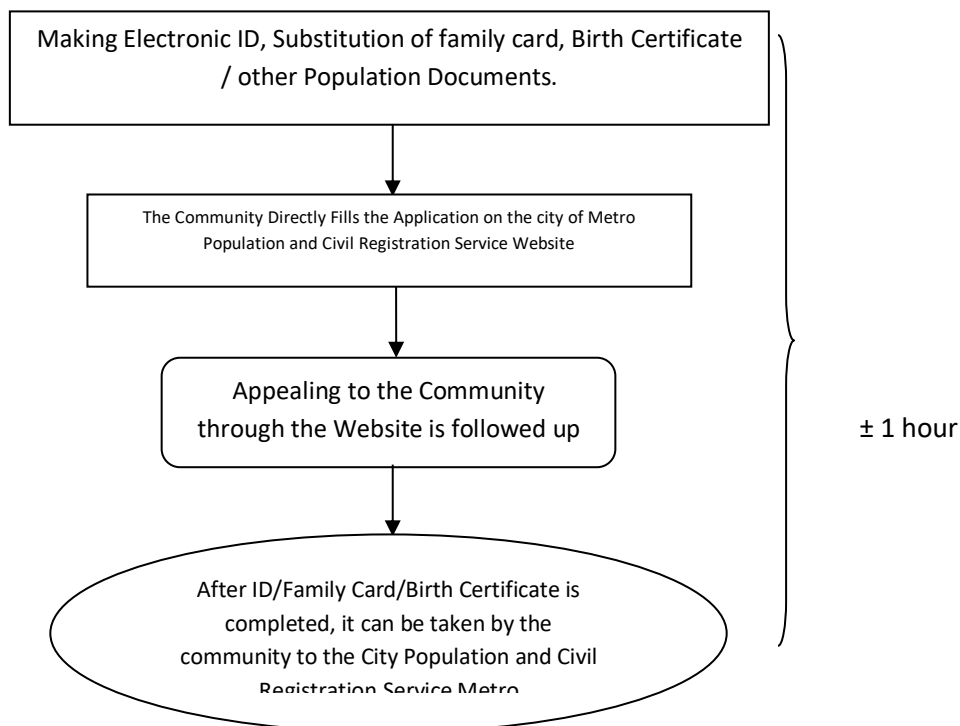 Making Electronic ID, Substitution of family card, Birth Certificate
/ other Population Documents.
The Community Directly Fills the Application on the city of Metro
Population and Civil Registration Service Website
Appealing to the Community
through the Website is followed up
± 1 hour
After ID/Family Card/Birth Certificate is
completed, it can be taken by the
community to the City Population and Civil
Registration Service Metro